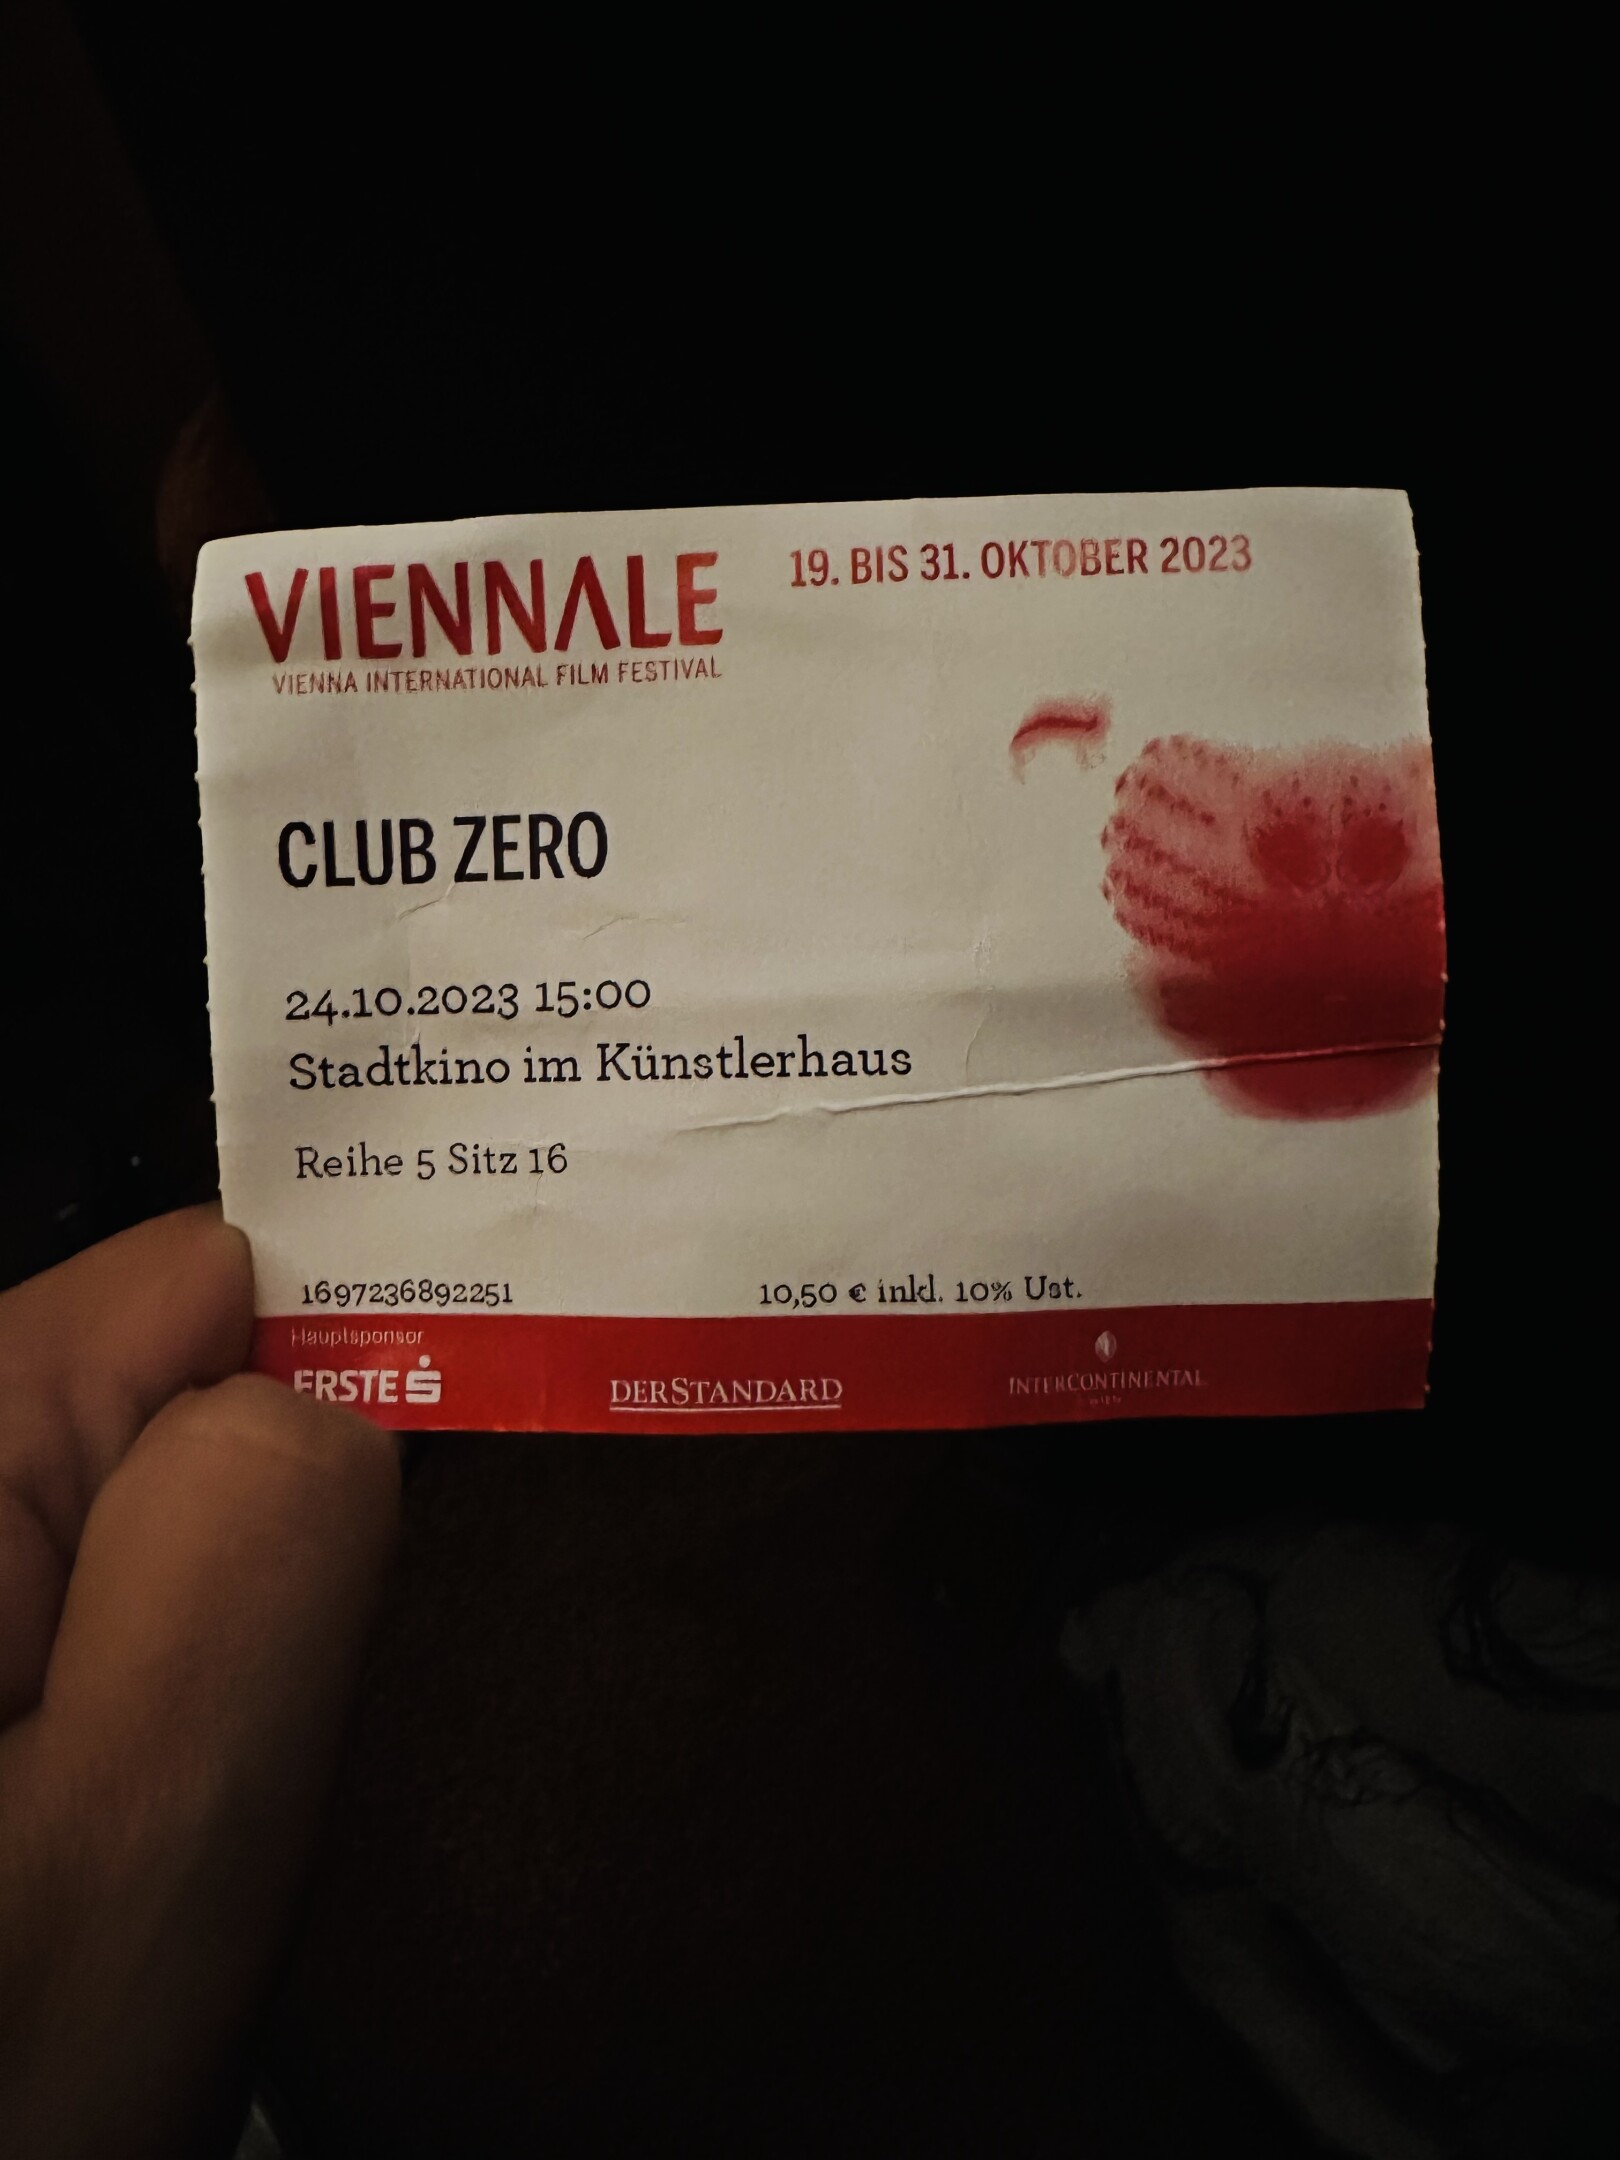 VIENNALE
VIENNA INTERNATIONAL FILM FESTIVAL
19. BIS 31. OKTOBER 2023
CLUB ZERO
24.10.2023 15:00
Stadtkino im Künstlerhaus
Reihe 5 Sitz 16
1697236892251
10,50 € inkl. 10% Ust.
Hauptsponsor
ERSTE
DERSTANDARD
INTERCONTINENTAL